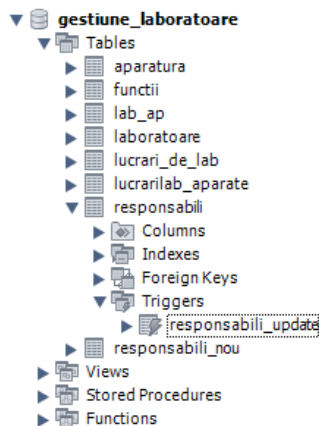 gestiune_laboratoare
Tables
aparatura
functii
lab_ap
laboratoare
lucrari_de_lab
lucrarilab_aparate
responsabili
Columns
Indexes
Foreign Keys
Triggers
responsabili_update
responsabili_nou
Views
Stored Procedures
Functions